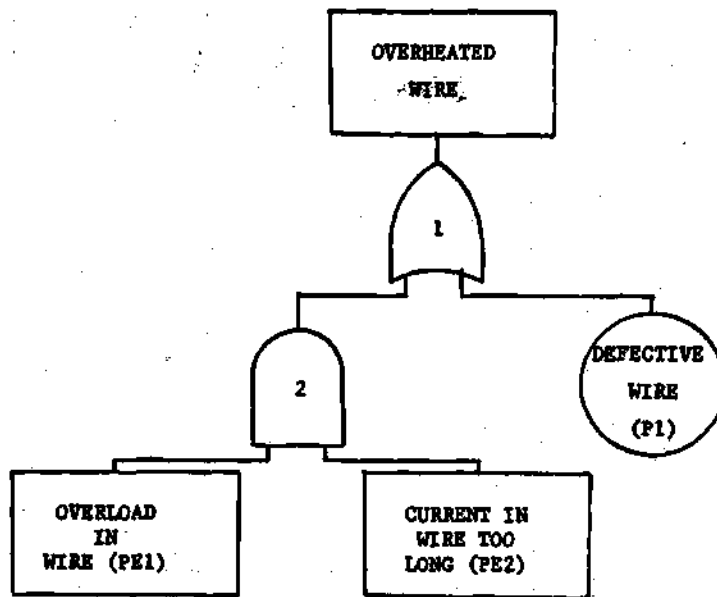 OVERHEATED
WIRE
1
2
DEFECTIVE
WIRE
(P1)
OVERLOAD
IN
WIRE (PE1)
CURRENT IN
WIRE TOO
LONG (PE2)